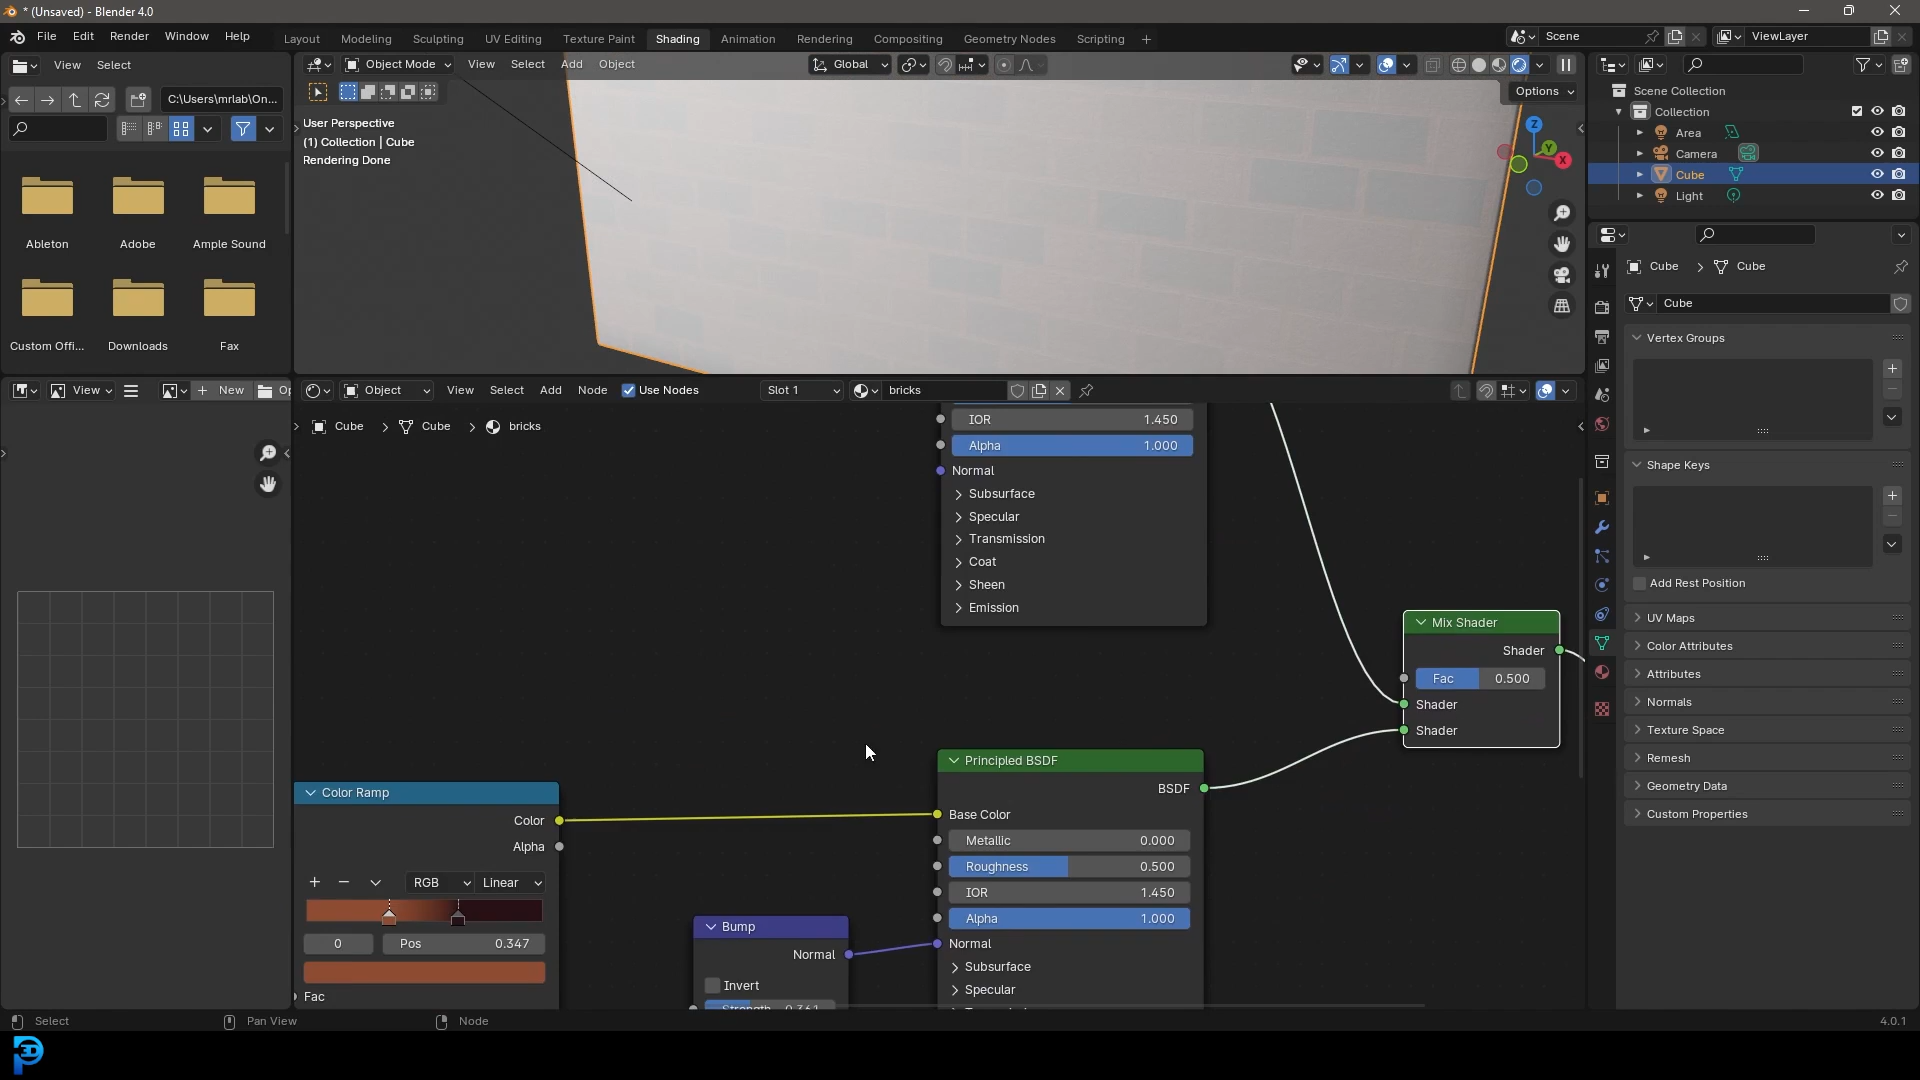 * (Unsaved) - Blender 4.0
File Edit Render Window Help
Layout Modeling Sculpting UV Editing Texture Paint Shading Animation Rendering Compositing Geometry Nodes Scripting +
Scene
ViewLayer
View Select
C:\Users\mrlab\On...
Ableton Adobe Ample Sound
Custom Offi... Downloads Fax
Object Mode View Select Add Object
Global
Options
User Perspective
(1) Collection | Cube
Rendering Done
Z
Y
X
Scene Collection
Collection
Area
Camera
Cube
Light
Cube > Cube
Cube
Vertex Groups
Shape Keys
Add Rest Position
UV Maps
Color Attributes
Attributes
Normals
Texture Space
Remesh
Geometry Data
Custom Properties
View
+ New
Object View Select Add Node Use Nodes Slot 1 bricks
Cube > Cube > bricks
IOR 1.450
Alpha 1.000
Normal
Subsurface
Specular
Transmission
Coat
Sheen
Emission
Mix Shader
Shader
Fac 0.500
Shader
Shader
Principled BSDF
BSDF
Base Color
Metallic 0.000
Roughness 0.500
IOR 1.450
Alpha 1.000
Normal
Subsurface
Specular
Color Ramp
Color
Alpha
RGB Linear
0 Pos 0.347
Fac
Bump
Normal
Invert
Select Pan View Node
4.0.1